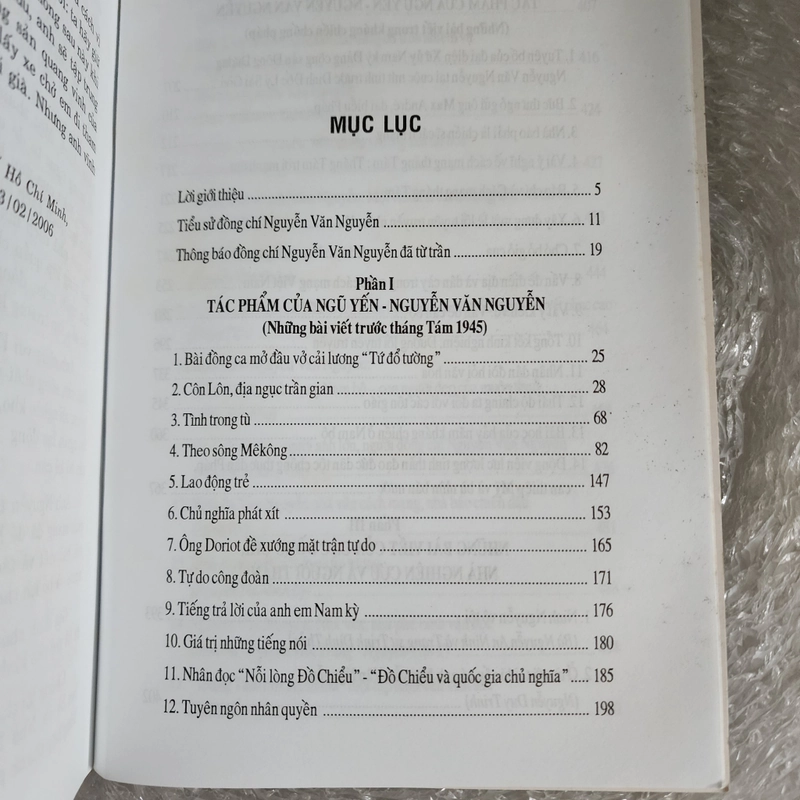 Hồ Chí Minh,
3/02/2006
MỤC LỤC
Lời giới thiệu 5
Tiểu sử đồng chí Nguyễn Văn Nguyễn 11
Thông báo đồng chí Nguyễn Văn Nguyễn đã từ trần 19
Phần I
TÁC PHẨM CỦA NGŨ YẾN - NGUYỄN VĂN NGUYỄN
(Những bài viết trước tháng Tám 1945)
1. Bài đồng ca mở đầu vở cải lương “Tứ đổ tường” 25
2. Côn Lôn, địa ngục trần gian 28
3. Tình trong tù 68
4. Theo sông Mêkông 82
5. Lao động trẻ 147
6. Chủ nghĩa phát xít 153
7. Ông Doriot đề xướng mặt trận tự do 165
8. Tự do công đoàn 171
9. Tiếng trả lời của anh em Nam kỳ 176
10. Giá trị những tiếng nói 180
11. Nhân đọc “Nỗi lòng Đồ Chiểu” - “Đồ Chiểu và quốc gia chủ nghĩa” 185
12. Tuyên ngôn nhân quyền 198